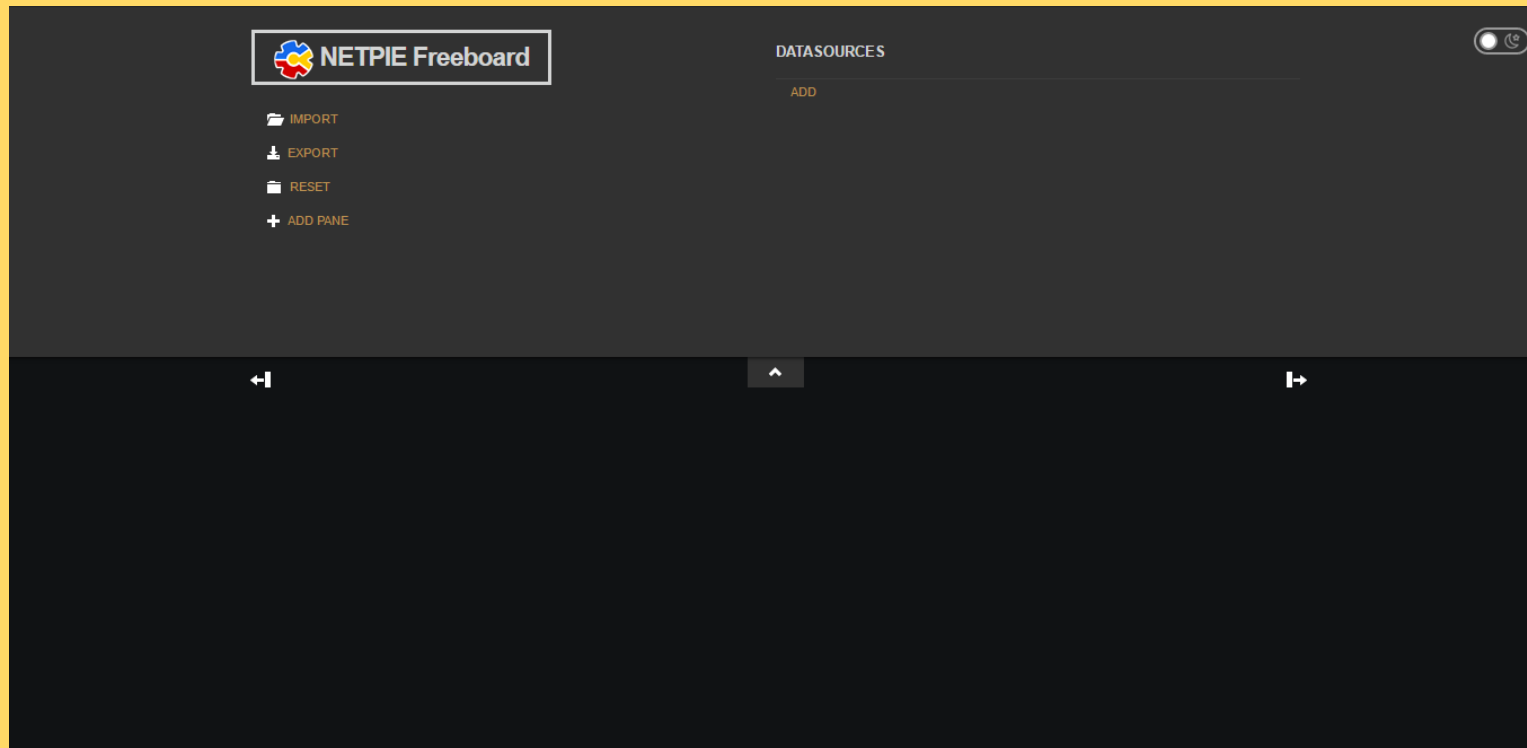 NETPIE Freeboard
IMPORT
EXPORT
RESET
ADD PANE
DATASOURCES
ADD